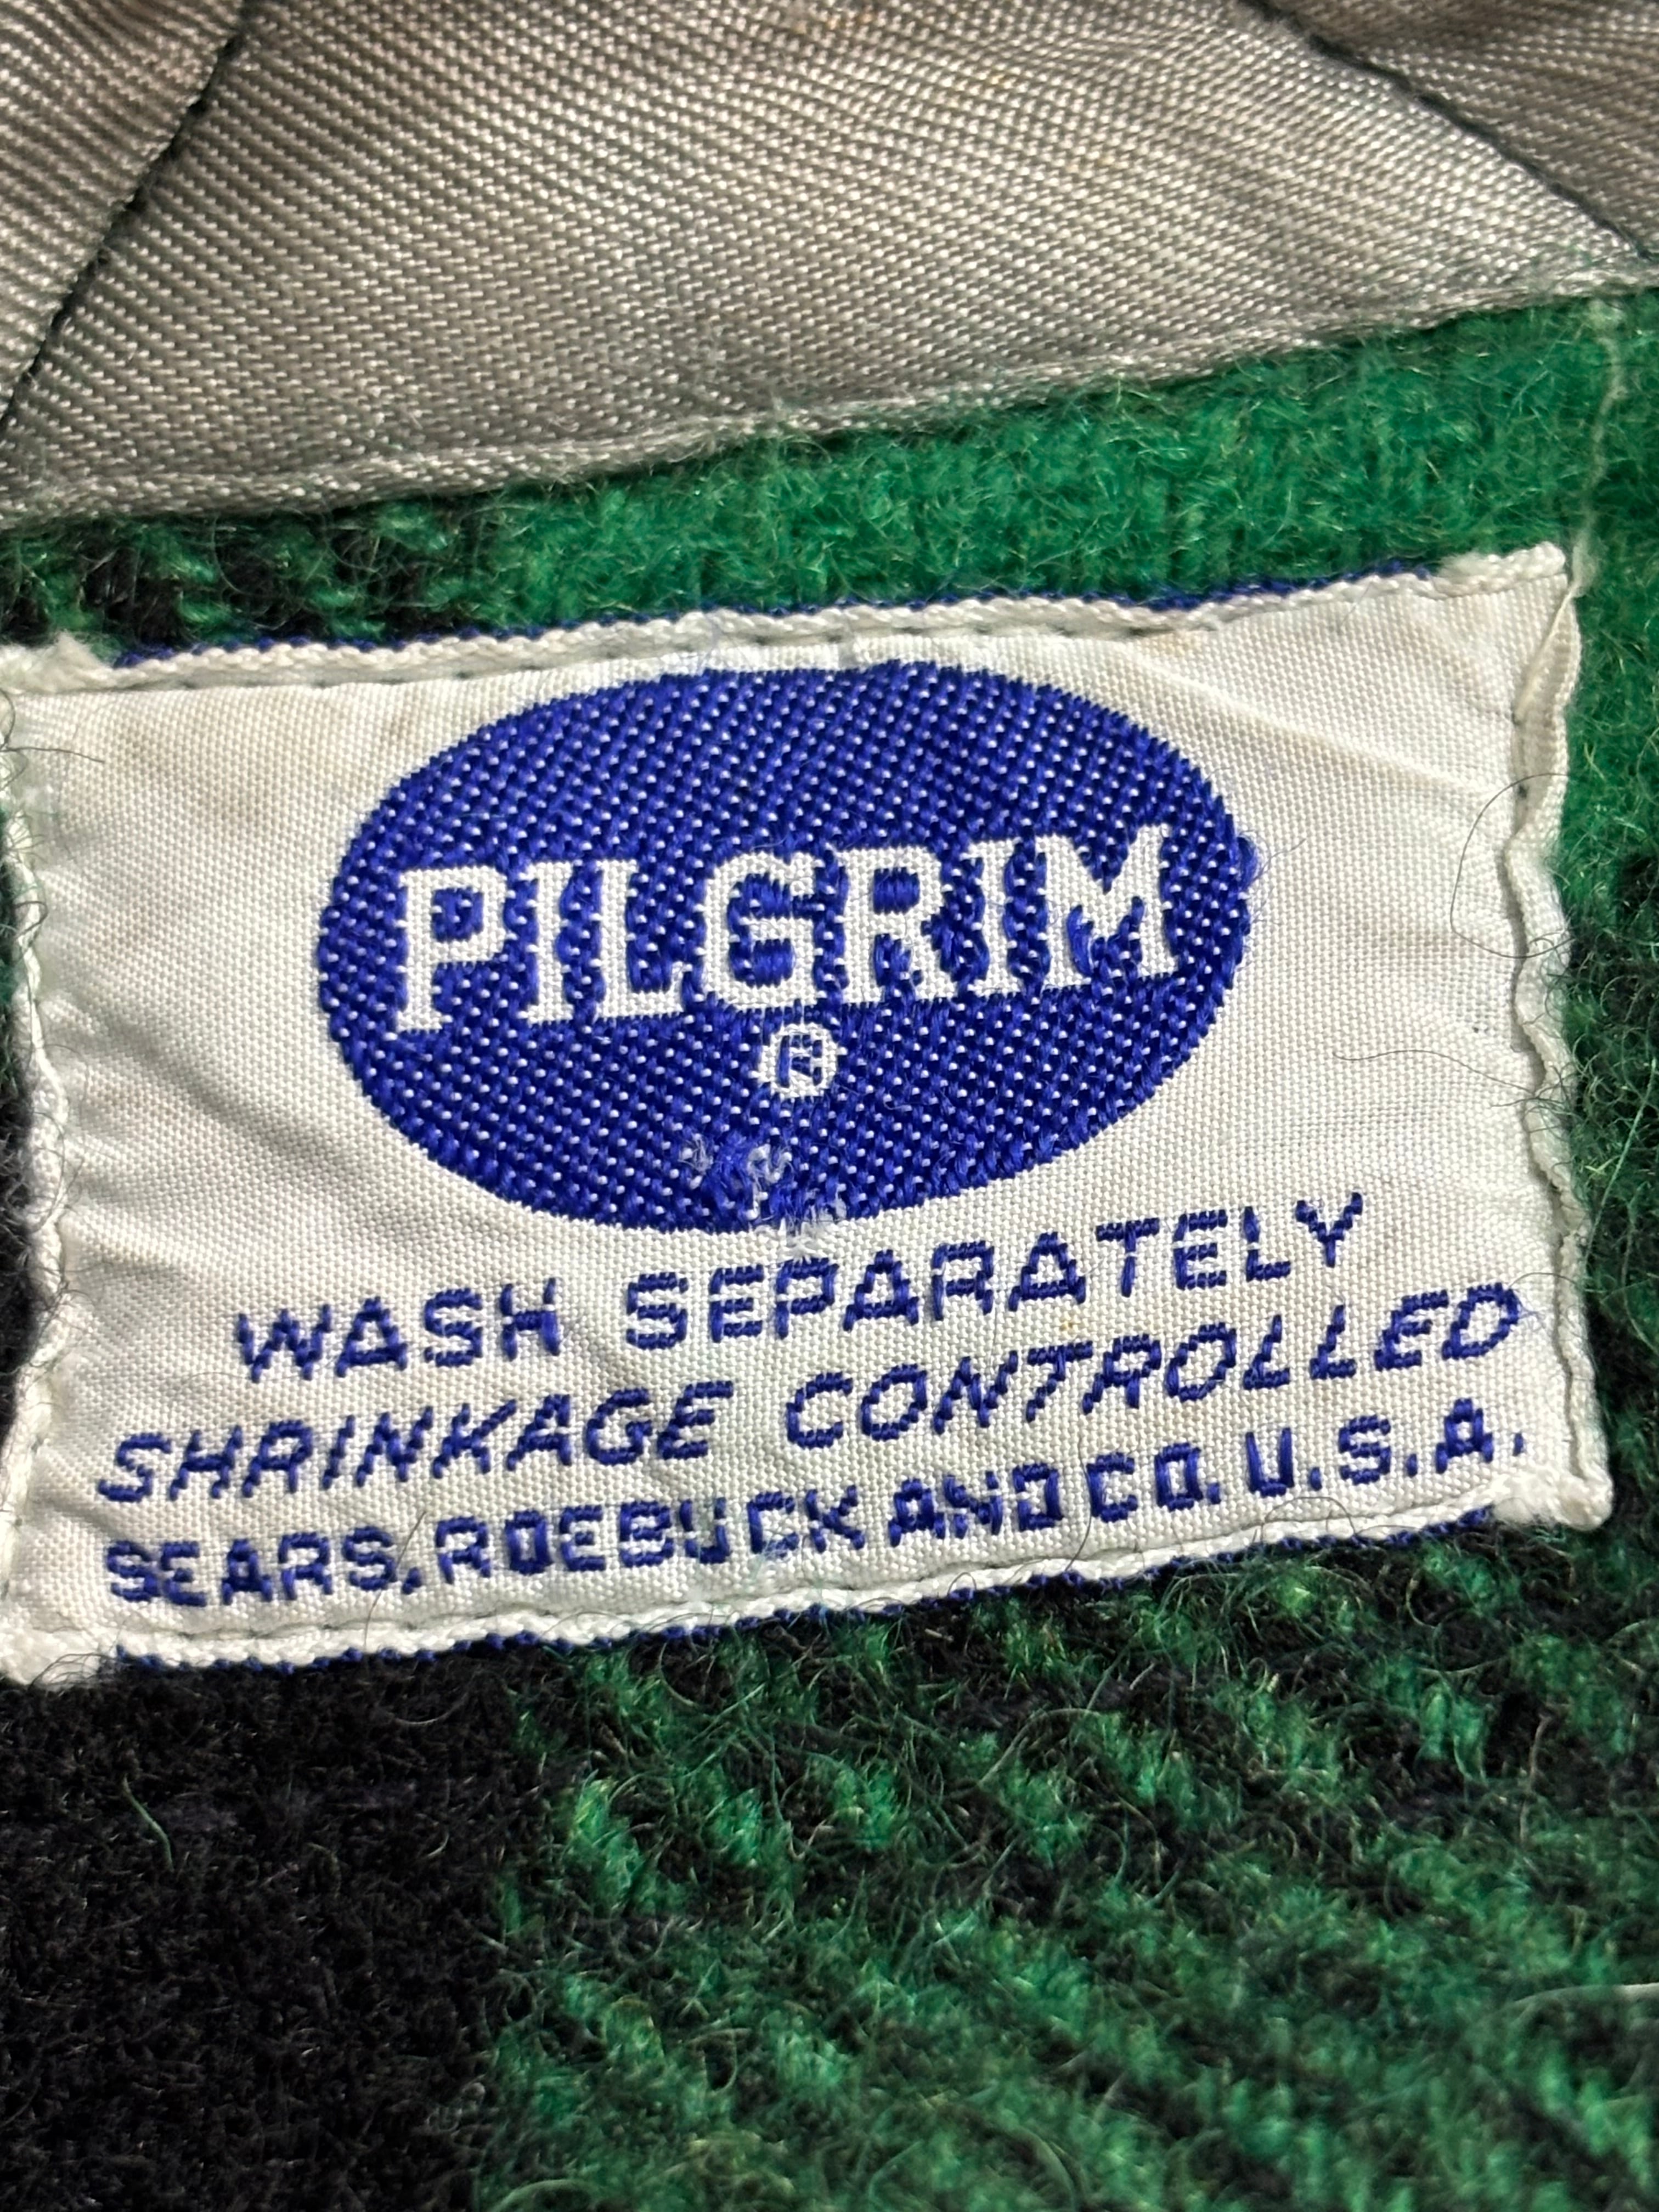 PILGRIM
®
WASH SEPARATELY
SHRINKAGE CONTROLLED
SEARS, ROEBUCK AND CO. U.S.A.